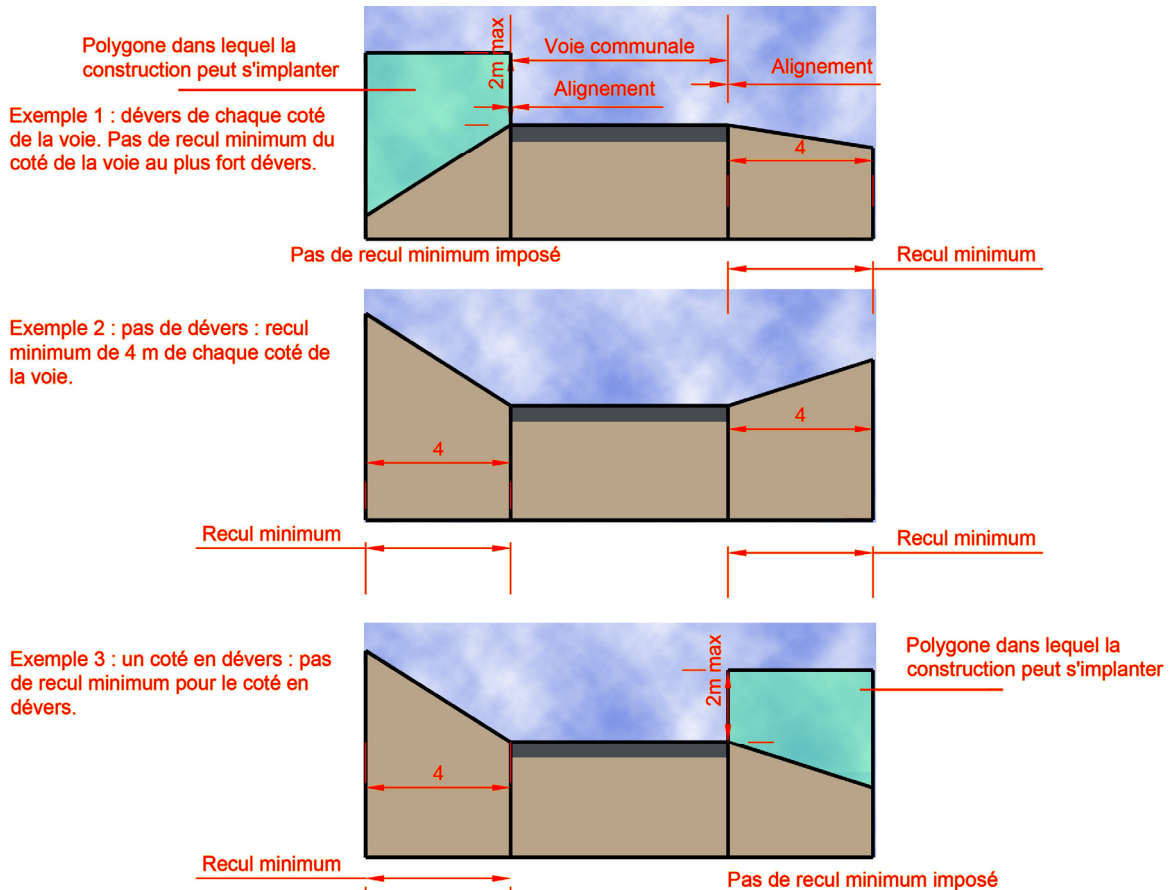 Polygone dans lequel la
construction peut s'implanter
2m max
Voie communale
Alignement
Alignement
Exemple 1 : dévers de chaque coté
de la voie. Pas de recul minimum du
coté de la voie au plus fort dévers.
4
Pas de recul minimum imposé
Recul minimum
Exemple 2 : pas de dévers : recul
minimum de 4 m de chaque coté de
la voie.
4
4
Recul minimum
Recul minimum
Exemple 3 : un coté en dévers : pas
de recul minimum pour le coté en
dévers.
2m max
Polygone dans lequel la
construction peut s'implanter
4
Recul minimum
Pas de recul minimum imposé